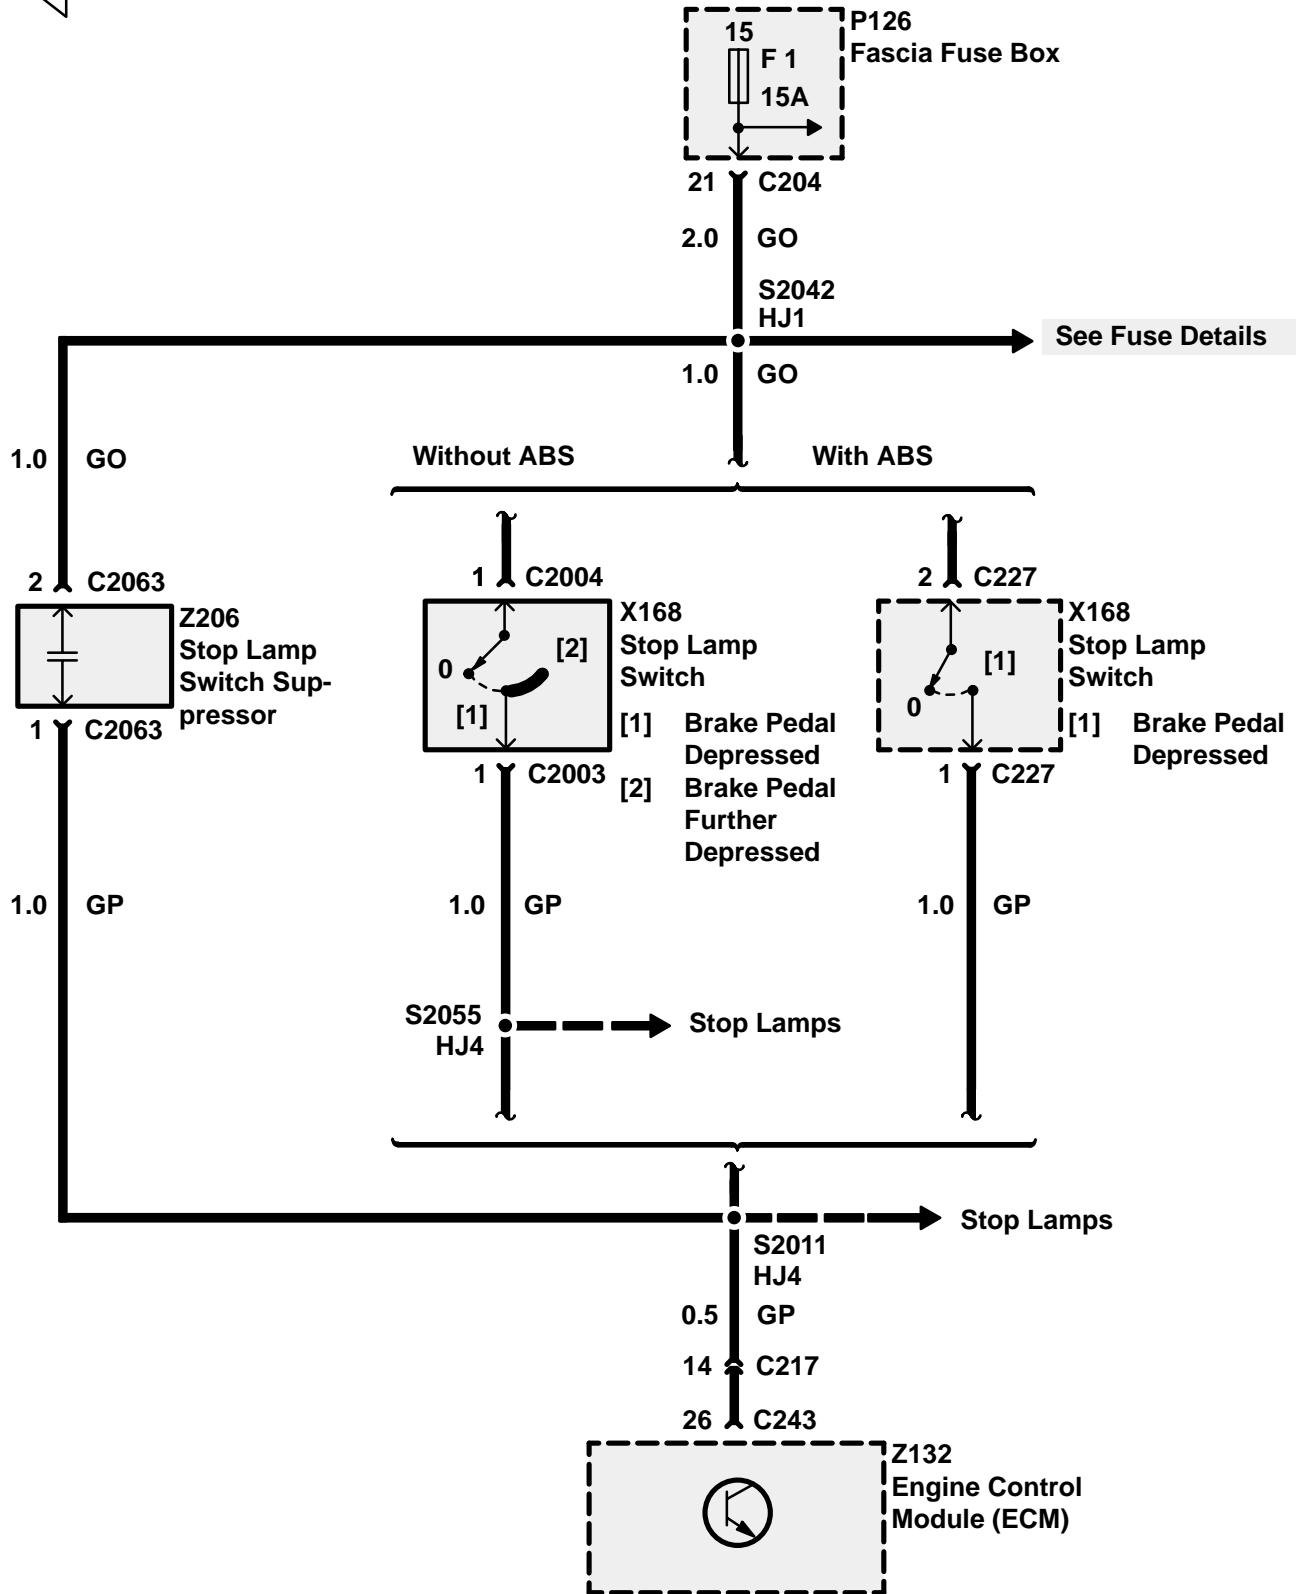 P126
Fascia Fuse Box
15
F 1
15A
21 C204
2.0 GO
S2042
HJ1
See Fuse Details
1.0 GO
1.0 GO
Without ABS
With ABS
2 C2063
Z206
Stop Lamp
Switch Sup-
pressor
1 C2063
1 C2004
X168
Stop Lamp
Switch
0
[2]
[1]
[1] Brake Pedal
Depressed
[2] Brake Pedal
Further
Depressed
1 C2003
2 C227
X168
Stop Lamp
Switch
[1]
0
[1] Brake Pedal
Depressed
1 C227
1.0 GP
1.0 GP
1.0 GP
S2055
HJ4
Stop Lamps
Stop Lamps
S2011
HJ4
0.5 GP
14 C217
26 C243
Z132
Engine Control
Module (ECM)